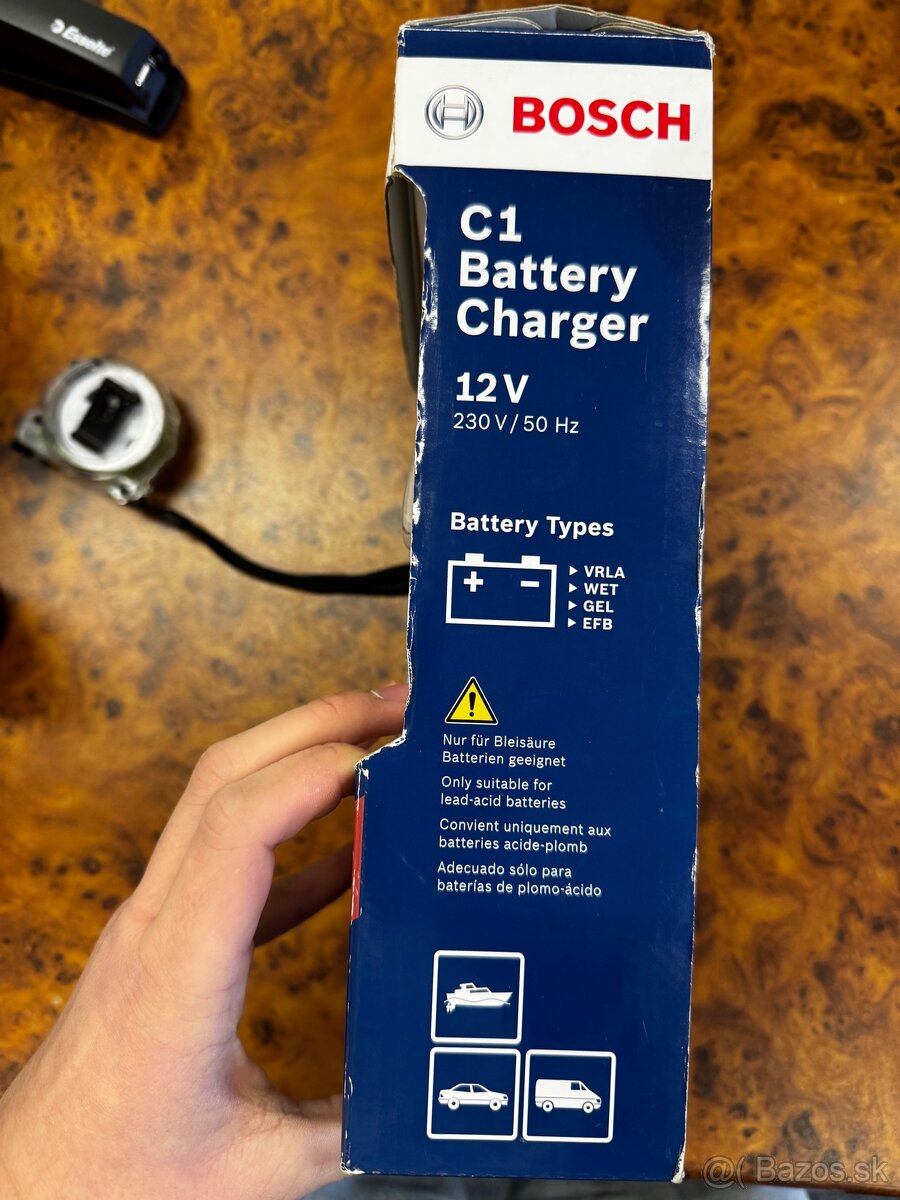 Esselte
BOSCH
C1
Battery
Charger
12 V
230 V / 50 Hz
Battery Types
+ −
▶ VRLA
▶ WET
▶ GEL
▶ EFB
Nur für Bleisäure
Batterien geeignet
Only suitable for
lead-acid batteries
Convient uniquement aux
batteries acide-plomb
Adecuado sólo para
baterías de plomo-ácido
@( Bazos.sk